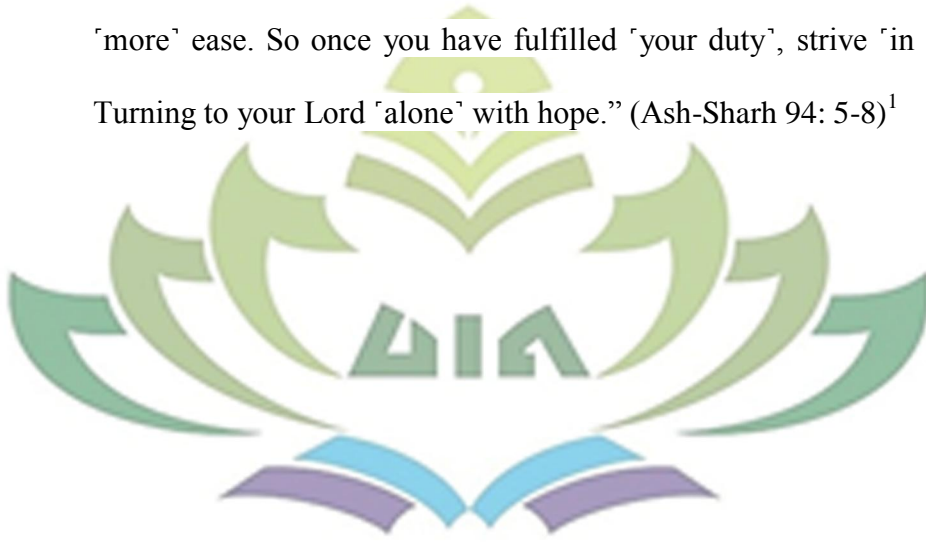 ⸢more⸣ ease. So once you have fulfilled ⸢your duty⸣, strive ⸢in
Turning to your Lord ⸢alone⸣ with hope.” (Ash-Sharh 94: 5-8)¹